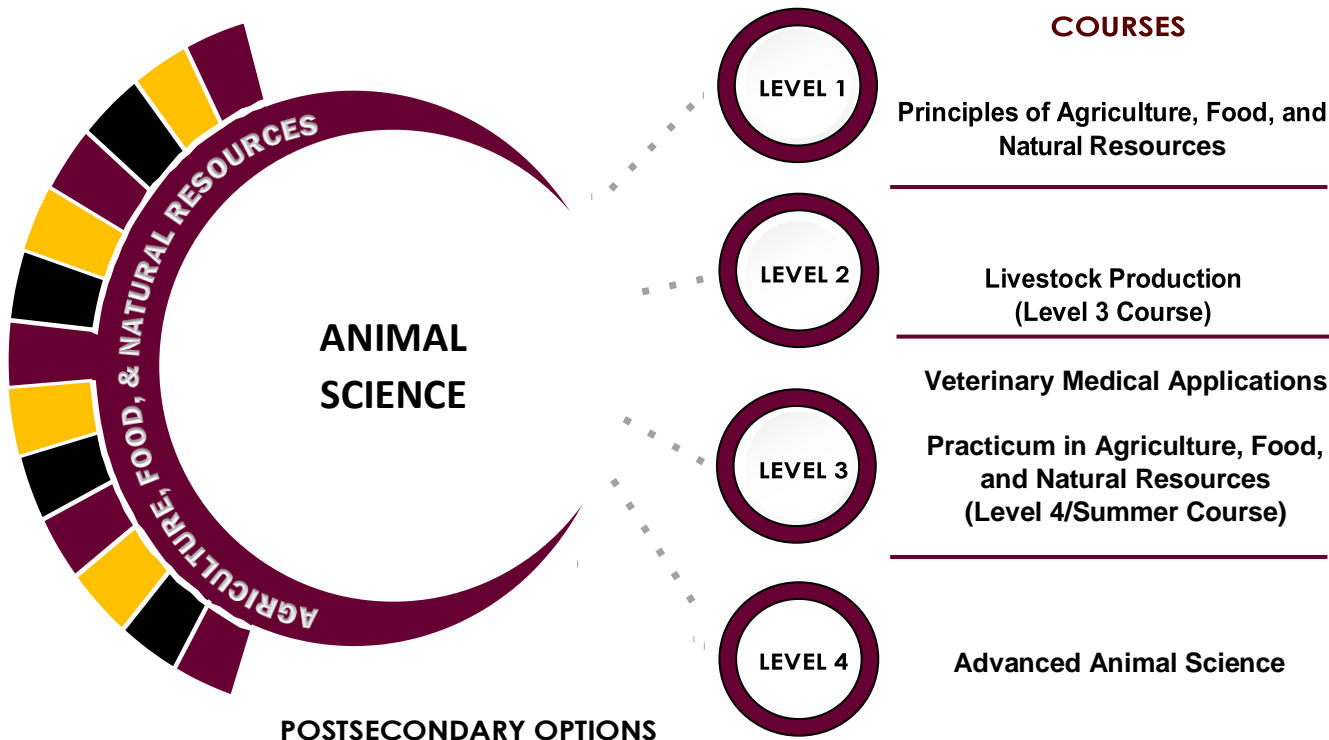 AGRICULTURE, FOOD, & NATURAL RESOURCES
ANIMAL
SCIENCE
COURSES
LEVEL 1
Principles of Agriculture, Food, and
Natural Resources
LEVEL 2
Livestock Production
(Level 3 Course)
LEVEL 3
Veterinary Medical Applications
Practicum in Agriculture, Food,
and Natural Resources
(Level 4/Summer Course)
LEVEL 4
Advanced Animal Science
POSTSECONDARY OPTIONS